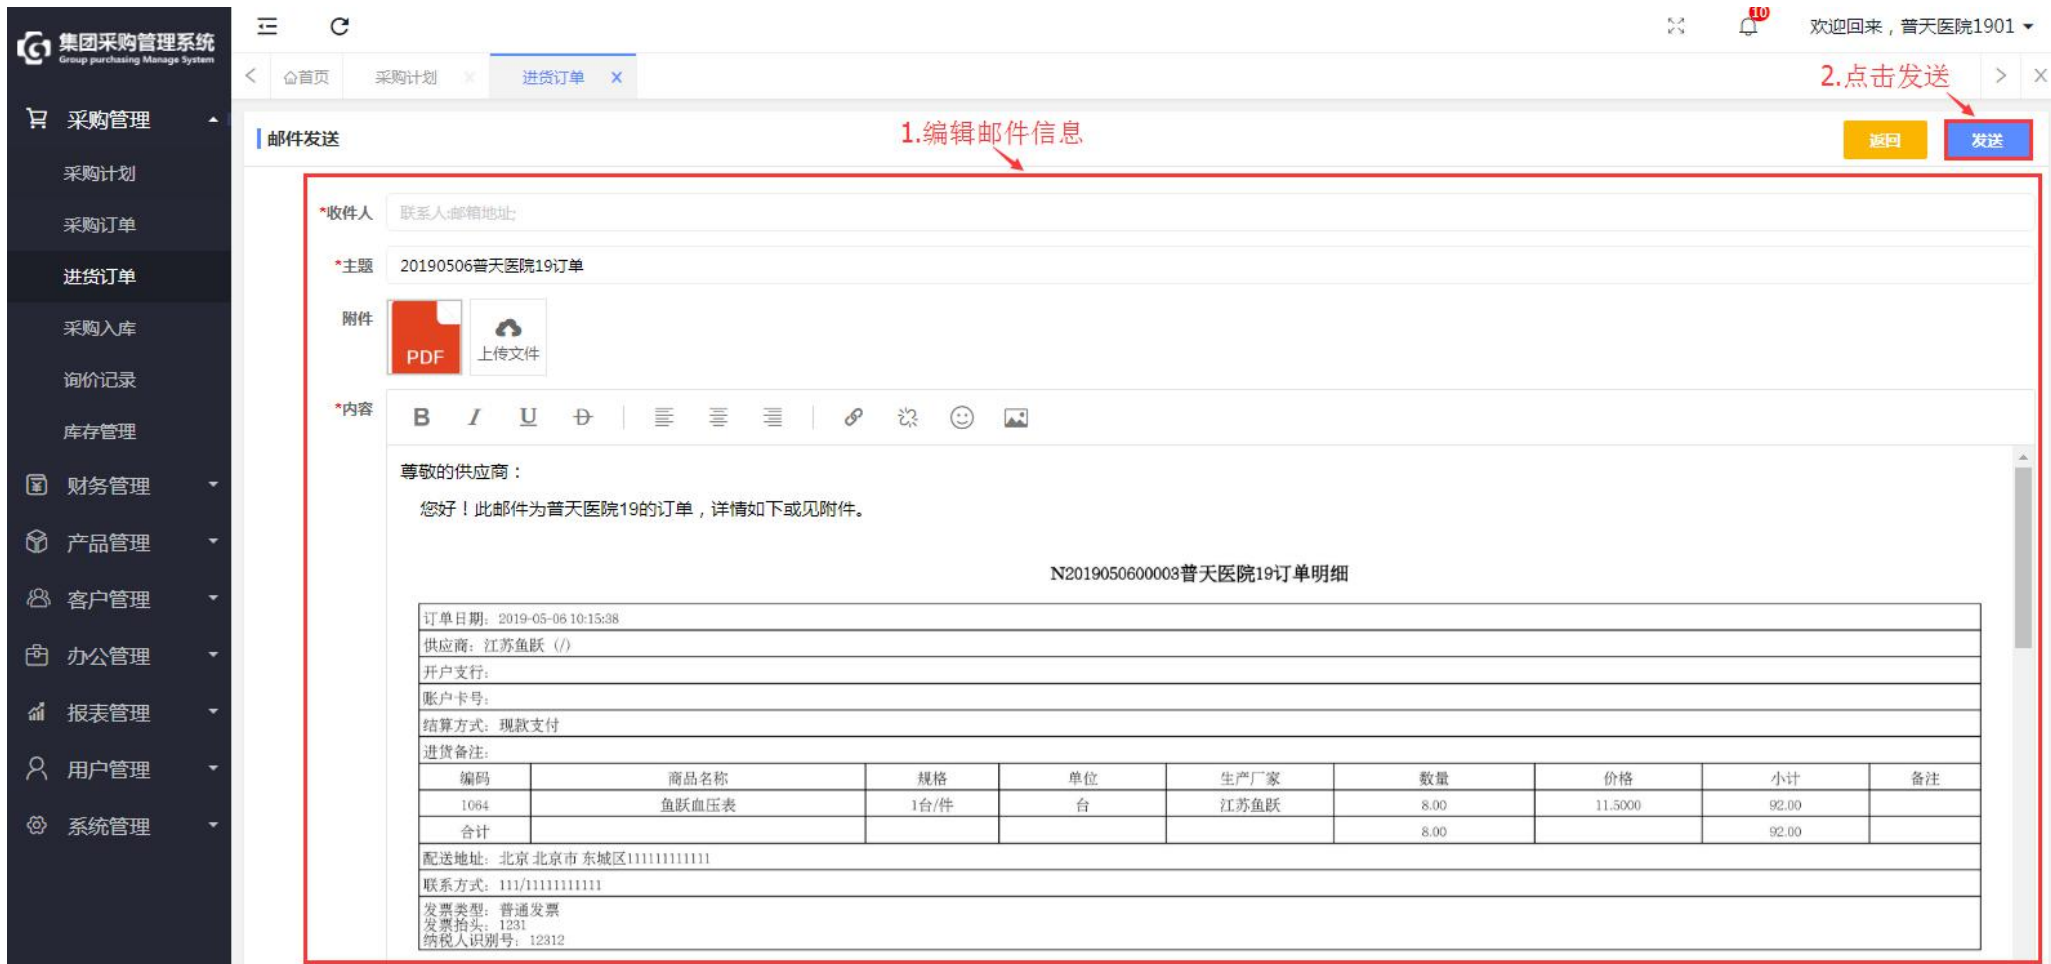 集团采购管理系统
Group purchasing Manage System
10
欢迎回来，普天医院1901
首页
采购计划
进货订单
2.点击发送
邮件发送
1.编辑邮件信息
返回
发送
采购管理
采购计划
采购订单
进货订单
采购入库
询价记录
库存管理
财务管理
产品管理
客户管理
办公管理
报表管理
用户管理
系统管理
*收件人 联系人:邮箱地址;
*主题 20190506普天医院19订单
附件
PDF
上传文件
*内容
B I U D
尊敬的供应商：
您好！此邮件为普天医院19的订单，详情如下或见附件。
N2019050600003普天医院19订单明细
订单日期：2019-05-06 10:15:38
供应商：江苏鱼跃（/）
开户支行：
账户卡号：
结算方式：现款支付
进货备注：
编码 商品名称 规格 单位 生产厂家 数量 价格 小计 备注
1064 鱼跃血压表 1台/件 台 江苏鱼跃 8.00 11.5000 92.00
合计 8.00 92.00
配送地址：北京 北京市 东城区111111111111
联系方式：111/11111111111
发票类型：普通发票
发票抬头：1231
纳税人识别号：12312